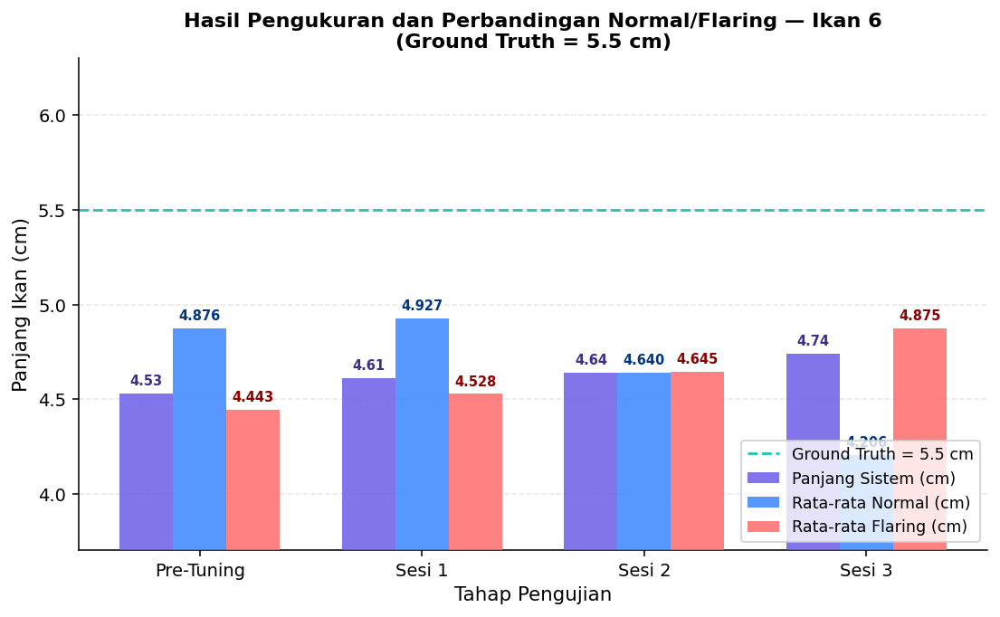 Hasil Pengukuran dan Perbandingan Normal/Flaring — Ikan 6
(Ground Truth = 5.5 cm)
Panjang Ikan (cm)
6.0
5.5
5.0
4.5
4.0
4.53
4.876
4.443
4.61
4.927
4.528
4.64
4.640
4.645
4.74
4.206
4.875
Ground Truth = 5.5 cm
Panjang Sistem (cm)
Rata-rata Normal (cm)
Rata-rata Flaring (cm)
Pre-Tuning
Sesi 1
Sesi 2
Sesi 3
Tahap Pengujian